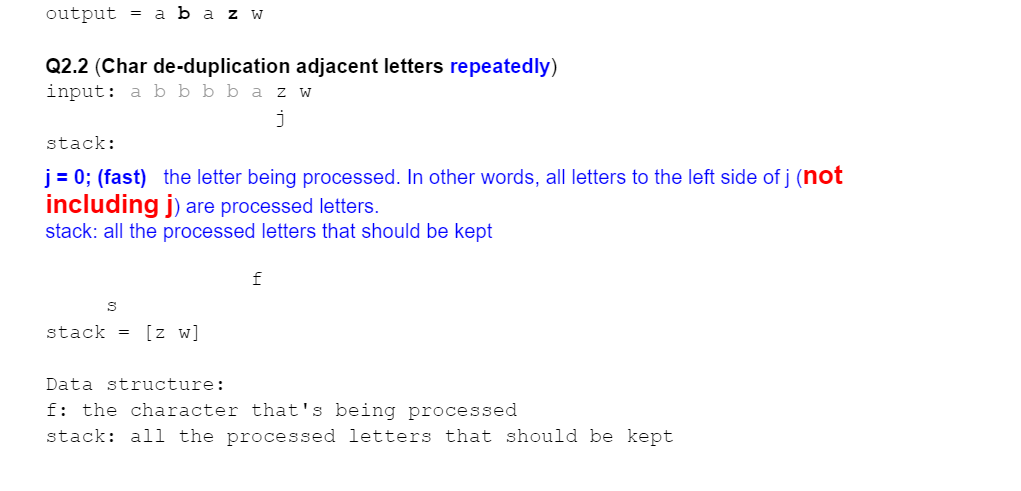 output = a b a z w
Q2.2 (Char de-duplication adjacent letters repeatedly)
input: a b b b b a z w
j
stack:
j = 0; (fast) the letter being processed. In other words, all letters to the left side of j (not
including j) are processed letters.
stack: all the processed letters that should be kept
f
s
stack = [z w]
Data structure:
f: the character that's being processed
stack: all the processed letters that should be kept